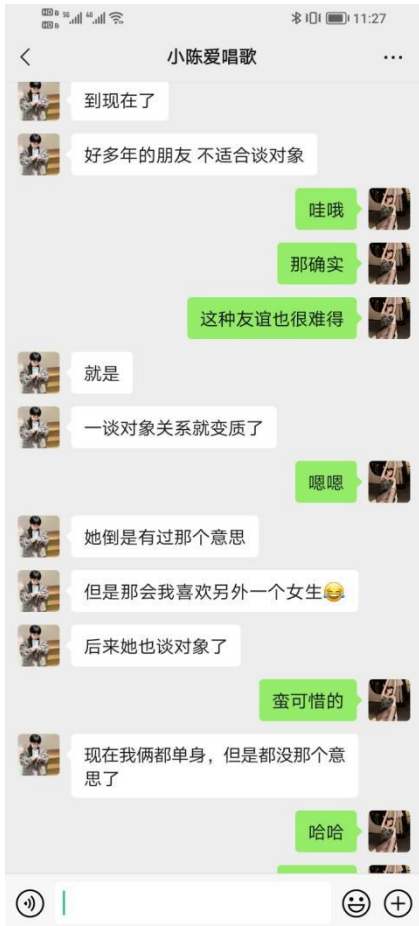 HD 5G 4G 11:27
HD
小陈爱唱歌
到现在了
好多年的朋友 不适合谈对象
哇哦
那确实
这种友谊也很难得
就是
一谈对象关系就变质了
嗯嗯
她倒是有过那个意思
但是那会我喜欢另外一个女生😂
后来她也谈对象了
蛮可惜的
现在我俩都单身，但是都没那个意
思了
哈哈